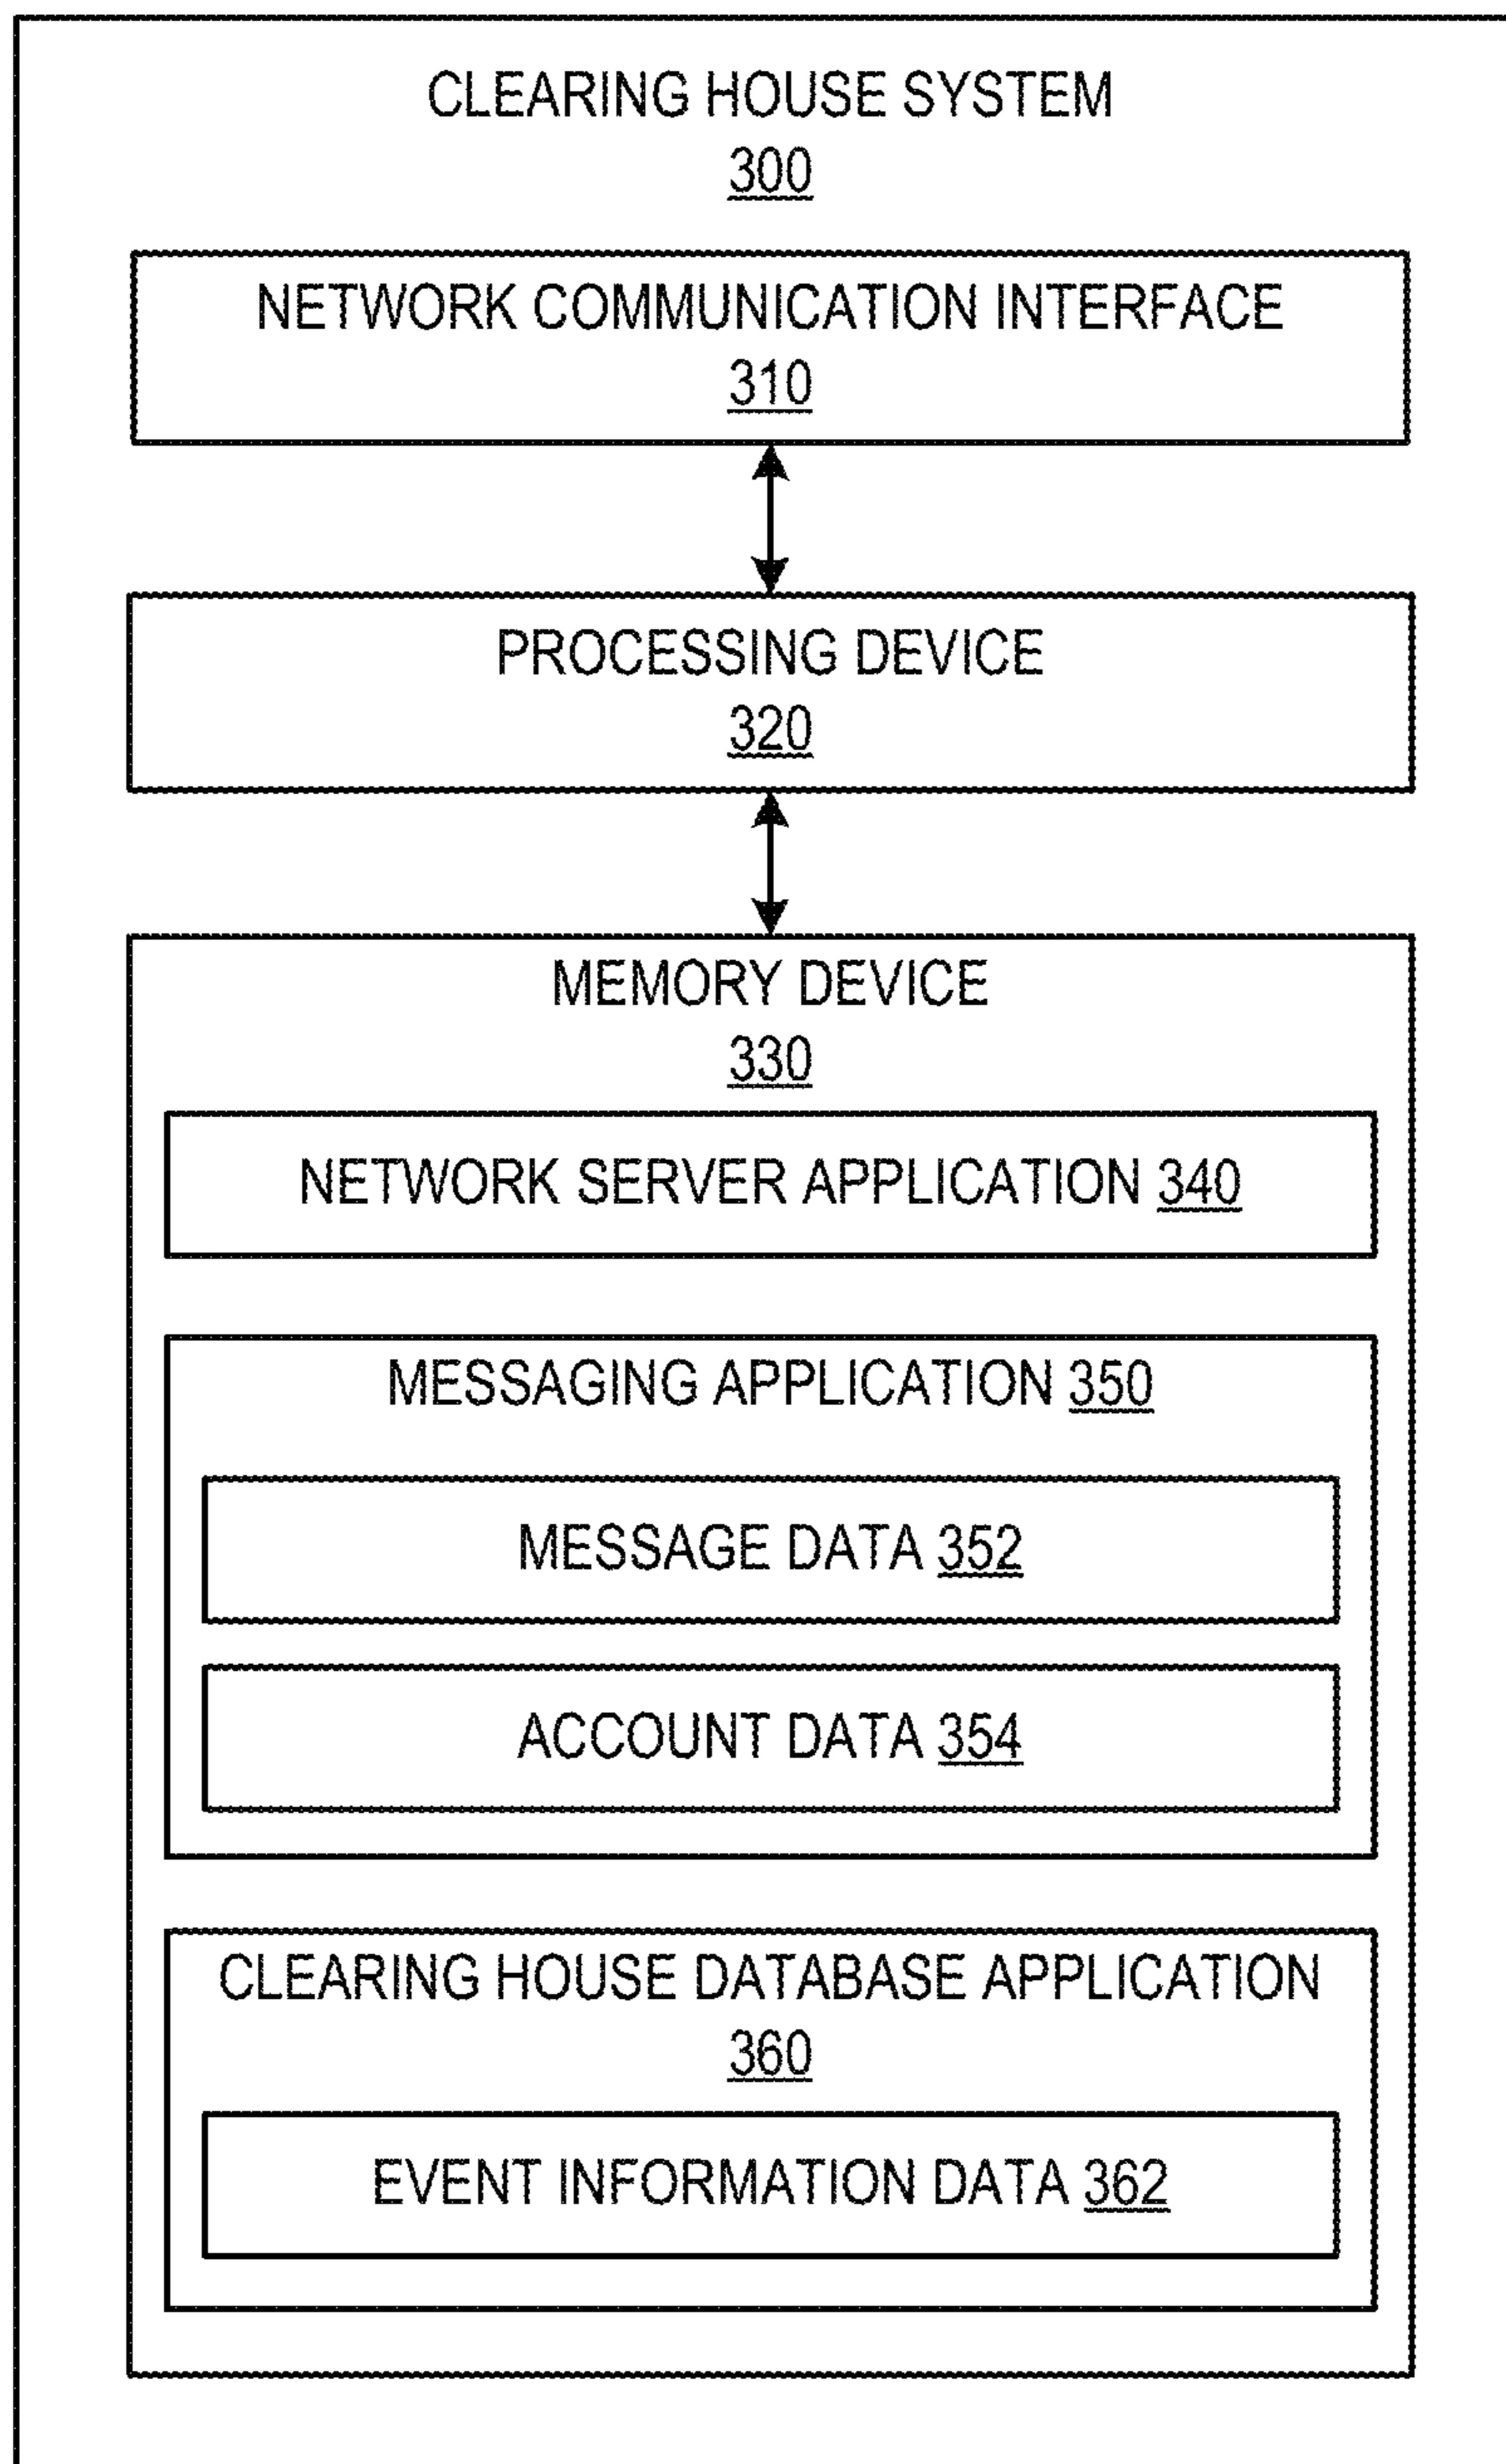 CLEARING HOUSE SYSTEM
300
NETWORK COMMUNICATION INTERFACE
310
PROCESSING DEVICE
320
MEMORY DEVICE
330
NETWORK SERVER APPLICATION 340
MESSAGING APPLICATION 350
MESSAGE DATA 352
ACCOUNT DATA 354
CLEARING HOUSE DATABASE APPLICATION
360
EVENT INFORMATION DATA 362